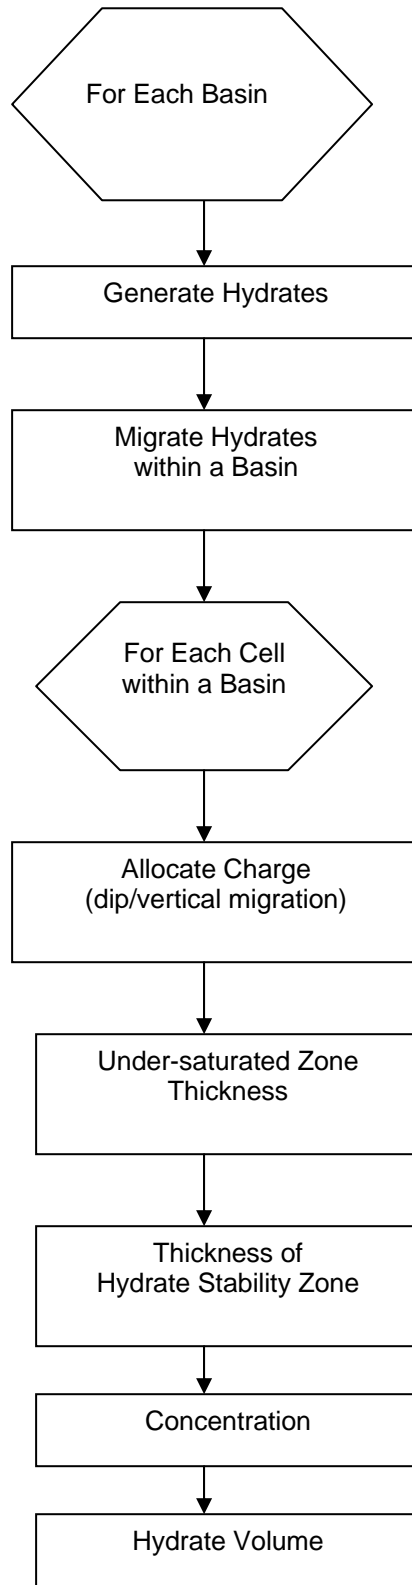 For Each Basin
Generate Hydrates
Migrate Hydrates
within a Basin
For Each Cell
within a Basin
Allocate Charge
(dip/vertical migration)
Under-saturated Zone
Thickness
Thickness of
Hydrate Stability Zone
Concentration
Hydrate Volume